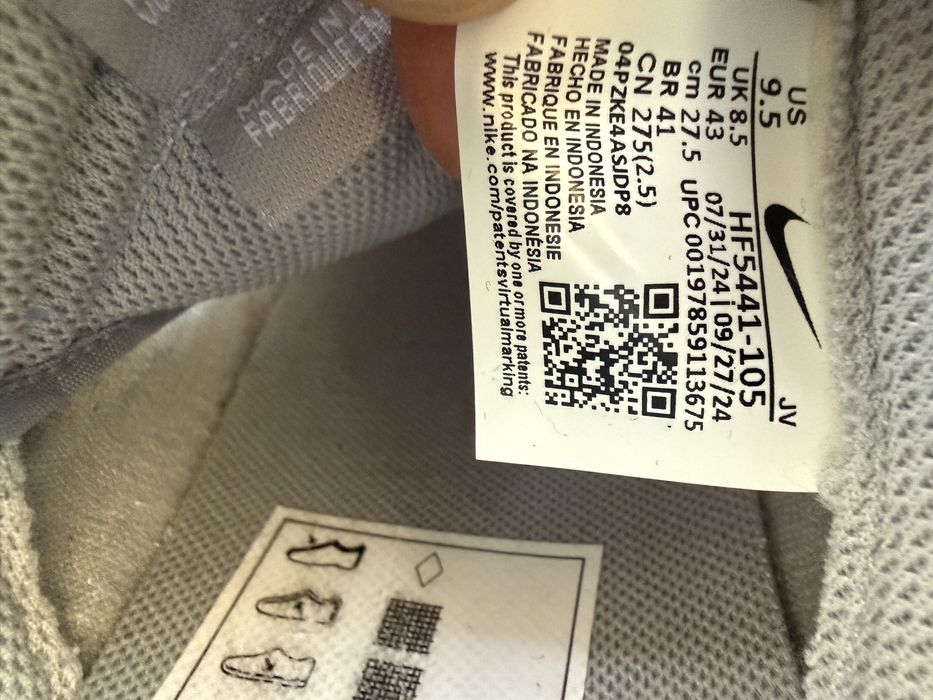 US
9.5
JV
UK 8.5 HF5441-105
EUR 43 07/31/24 | 09/27/24
cm 27.5 UPC 00197859113675
BR 41
CN 275(2.5)
04PZKE4ASJDP8
MADE IN INDONESIA
HECHO EN INDONESIA
FABRIQUE EN INDONESIE
FABRICADO NA INDONÉSIA
This product is covered by one or more patents:
www.nike.com/patentsvirtualmarking
MADE IN